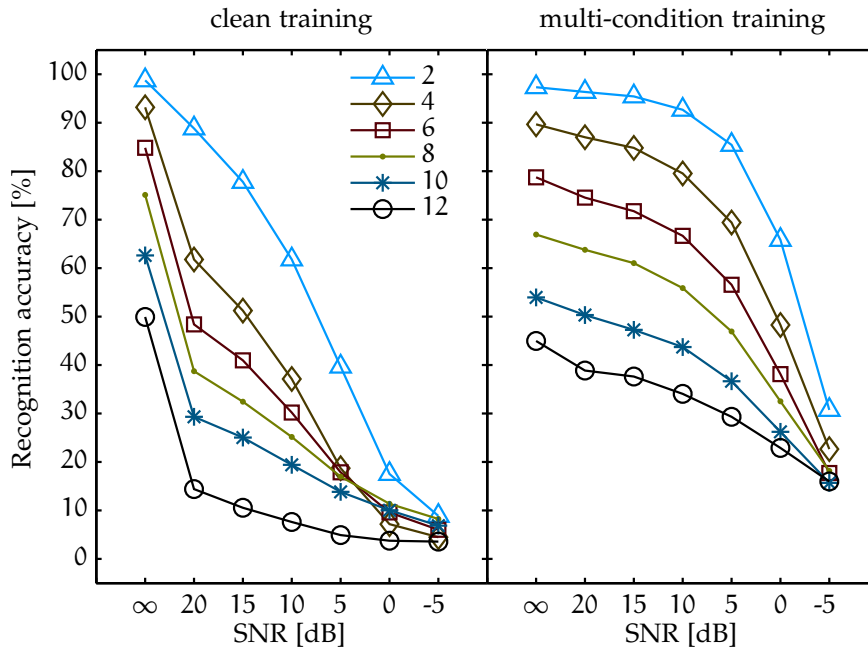 clean training
multi-condition training
Recognition accuracy [%]
100
90
80
70
60
50
40
30
20
10
0
2
4
6
8
10
12
∞ 20 15 10 5 0 -5
∞ 20 15 10 5 0 -5
SNR [dB]
SNR [dB]